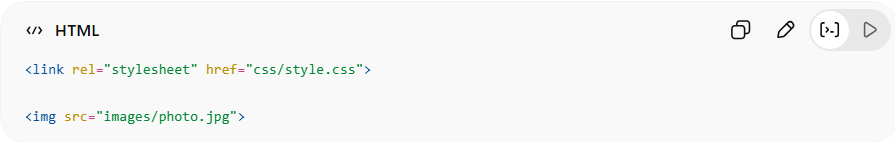 HTML
<link rel="stylesheet" href="css/style.css">
<img src="images/photo.jpg">